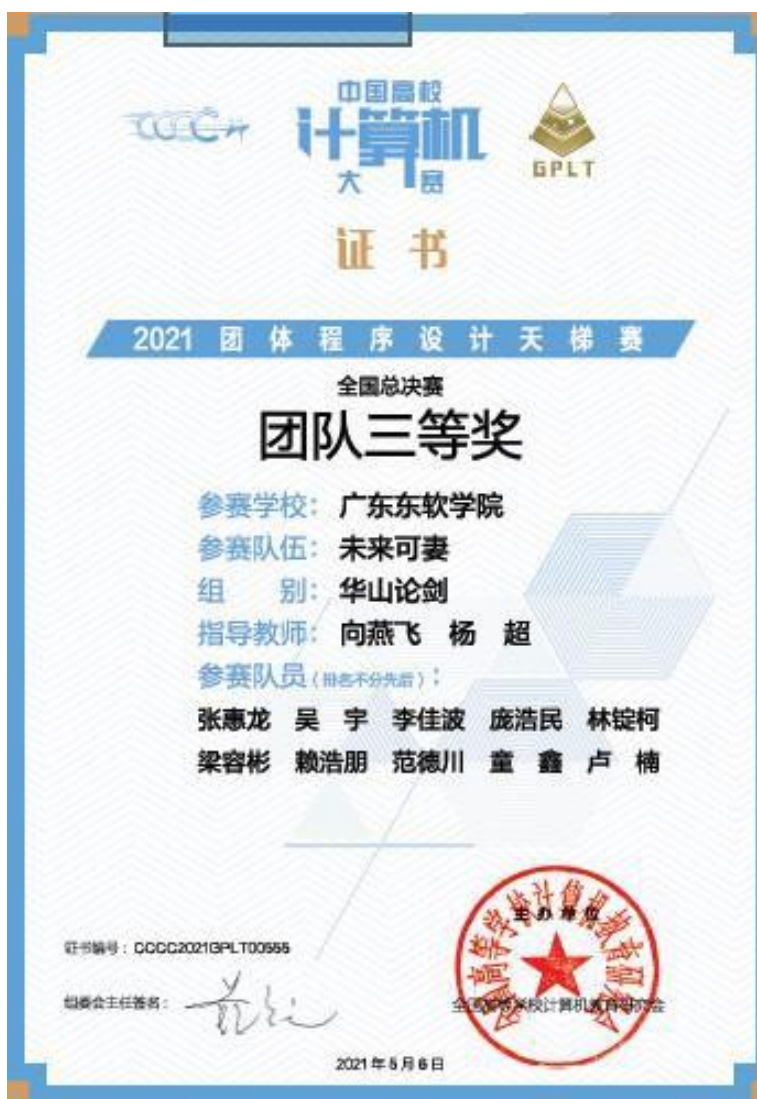 中国高校
计算机
大赛
GPLT
证书
2021 团体程序设计天梯赛
全国总决赛
团队三等奖
参赛学校：广东东软学院
参赛队伍：未来可妻
组 别：华山论剑
指导教师：向燕飞 杨 超
参赛队员（排名不分先后）：
张惠龙 吴 宇 李佳波 庞浩民 林锭柯
梁容彬 赖浩朋 范德川 童 鑫 卢 楠
主办单位
证书编号：CCCC2021GPLT00555
组委会主任签名：
全国高等学校计算机教育研究会
2021年5月6日